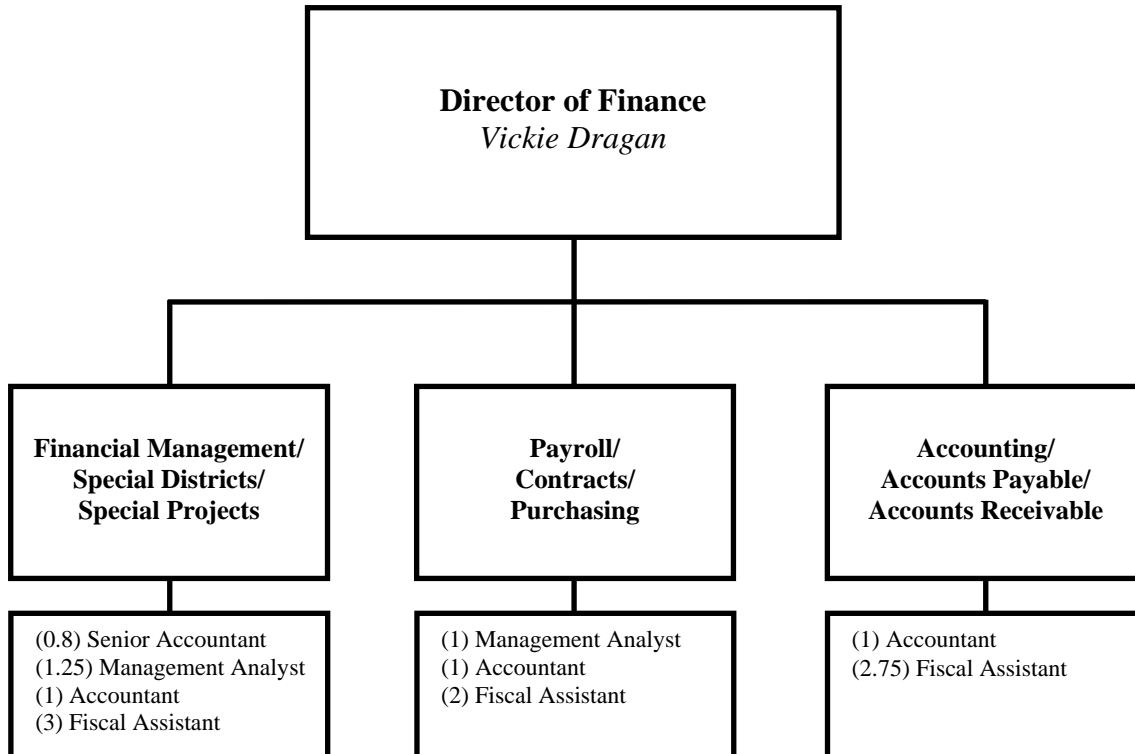 Director of Finance
Vickie Dragan
Financial Management/
Special Districts/
Special Projects
(0.8) Senior Accountant
(1.25) Management Analyst
(1) Accountant
(3) Fiscal Assistant
Payroll/
Contracts/
Purchasing
(1) Management Analyst
(1) Accountant
(2) Fiscal Assistant
Accounting/
Accounts Payable/
Accounts Receivable
(1) Accountant
(2.75) Fiscal Assistant